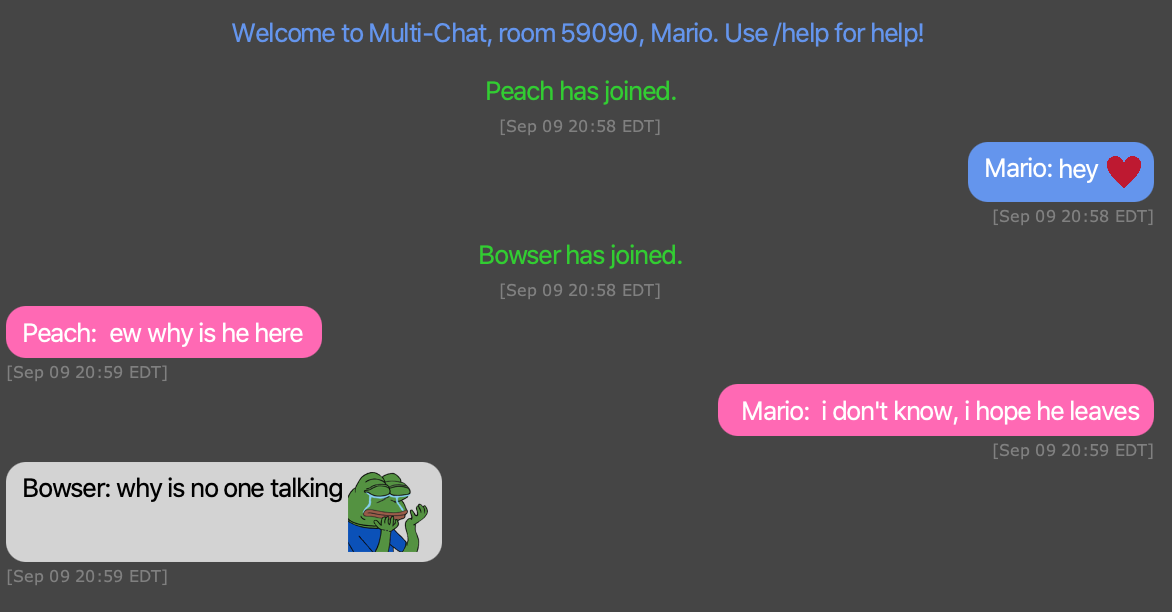 Welcome to Multi-Chat, room 59090, Mario. Use /help for help!
Peach has joined.
[Sep 09 20:58 EDT]
Mario: hey
[Sep 09 20:58 EDT]
Bowser has joined.
[Sep 09 20:58 EDT]
Peach: ew why is he here
[Sep 09 20:59 EDT]
Mario: i don't know, i hope he leaves
[Sep 09 20:59 EDT]
Bowser: why is no one talking
[Sep 09 20:59 EDT]